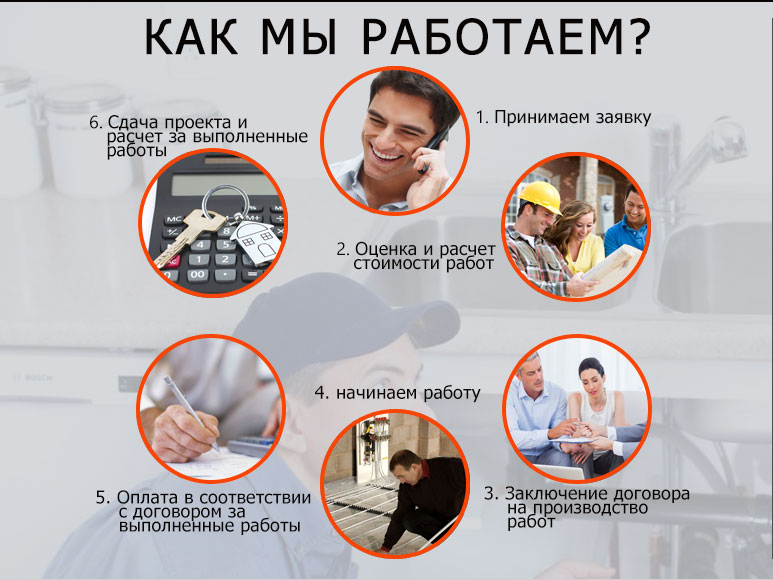 КАК МЫ РАБОТАЕМ?
1. Принимаем заявку
2. Оценка и расчет
стоимости работ
3. Заключение договора
на производство
работ
4. начинаем работу
5. Оплата в соответствии
с договором за
выполненные работы
6. Сдача проекта и
расчет за выполненные
работы
BOSCH